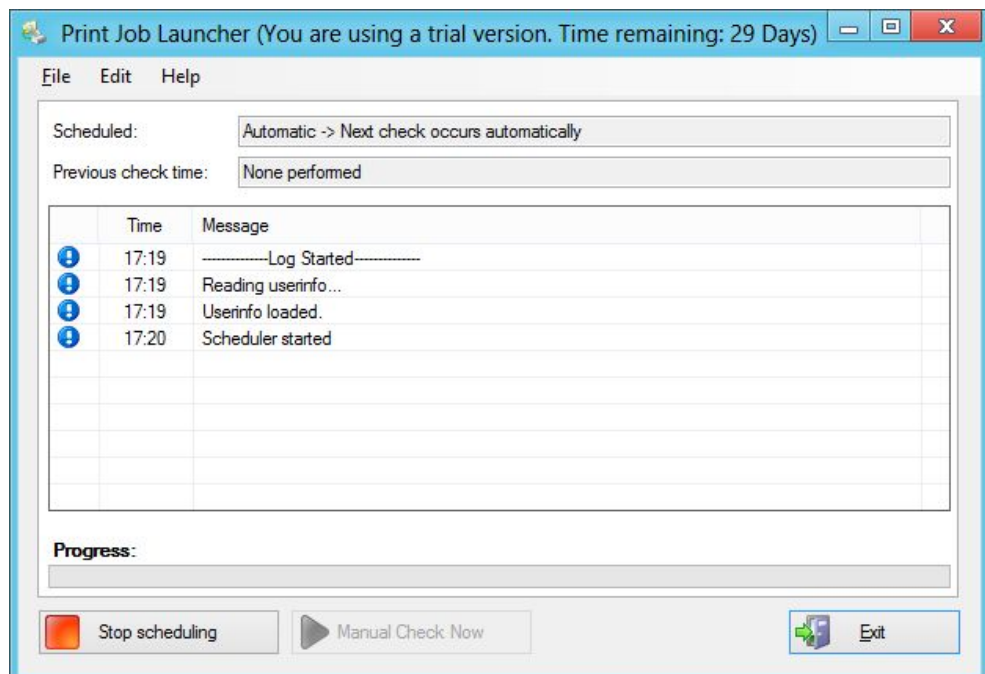 Print Job Launcher (You are using a trial version. Time remaining: 29 Days)
File Edit Help
Scheduled: Automatic -> Next check occurs automatically
Previous check time: None performed
Time Message
17:19 --------------Log Started--------------
17:19 Reading userinfo...
17:19 Userinfo loaded.
17:20 Scheduler started
Progress:
Stop scheduling Manual Check Now Exit